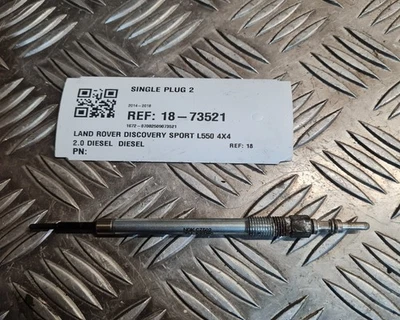 SINGLE PLUG 2
2014-2019
REF: 18-73521
LAND ROVER DISCOVERY SPORT L550 4X4
2.0 DIESEL DIESEL
REF: 18
PN: